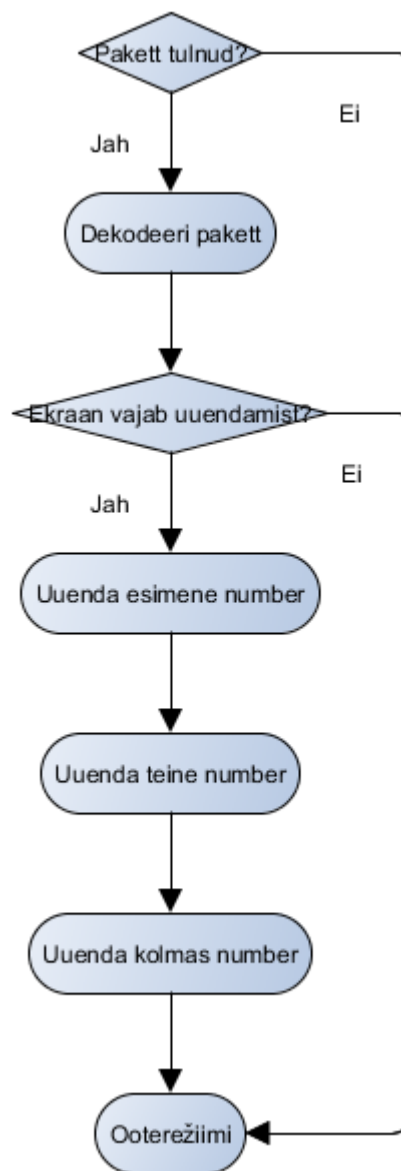 Pakett tulnud?
Ei
Jah
Dekodeeri pakett
Ekraan vajab uuendamist?
Ei
Jah
Uuenda esimene number
Uuenda teine number
Uuenda kolmas number
Ooterežiimi